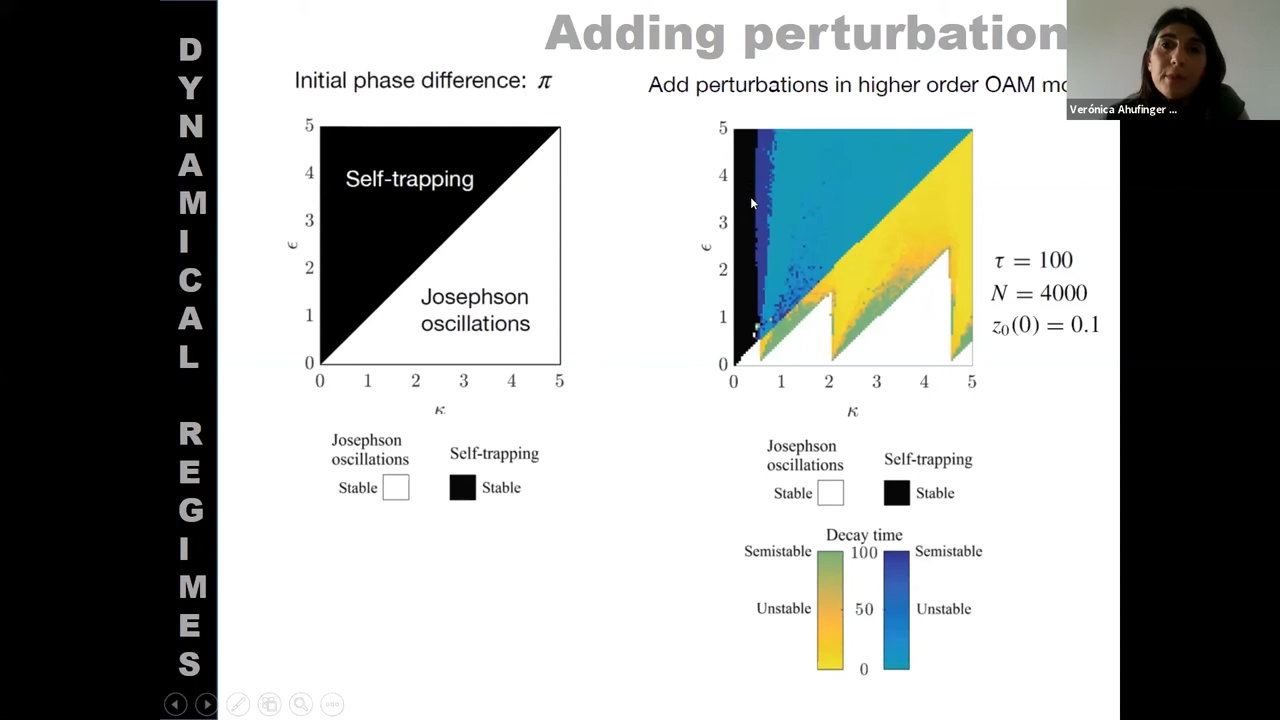 DYNAMICAL REGIMES
Adding perturbation
Initial phase difference: π
Add perturbations in higher order OAM mo
Verónica Ahufinger ...
5
4
3
2
1
0
ϵ
Self-trapping
Josephson
oscillations
0 1 2 3 4 5
κ
Josephson
oscillations
Self-trapping
Stable
Stable
5
4
3
2
1
0
ϵ
0 1 2 3 4 5
κ
τ = 100
N = 4000
z₀(0) = 0.1
Josephson
oscillations
Self-trapping
Stable
Stable
Decay time
Semistable 100 Semistable
Unstable 50 Unstable
0